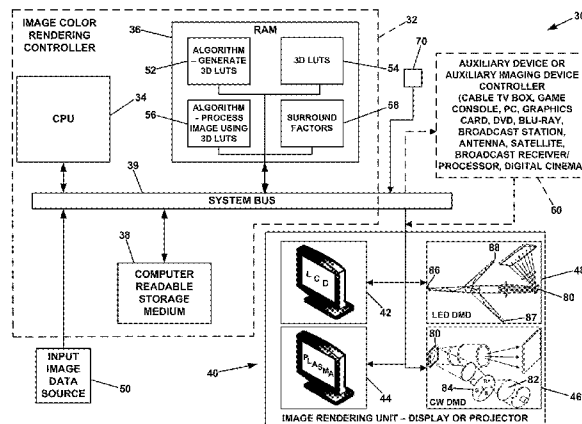 IMAGE COLOR
RENDERING
CONTROLLER
36
RAM
32
30
ALGORITHM
– GENERATE
3D LUTS
52
3D LUTS
54
70
34
CPU
56
ALGORITHM
- PROCESS
IMAGE USING
3D LUTS
SURROUND
FACTORS
58
AUXILIARY DEVICE OR
AUXILIARY IMAGING DEVICE
CONTROLLER
(CABLE TV BOX, GAME
CONSOLE, PC, GRAPHICS
CARD, DVD, BLU-RAY,
BROADCAST STATION,
ANTENNA, SATELLITE,
BROADCAST RECEIVER/
PROCESSOR, DIGITAL CINEMA)
60
39
SYSTEM BUS
38
COMPUTER
READABLE
STORAGE
MEDIUM
INPUT
IMAGE DATA
SOURCE
50
40
LCD
42
PLASMA
44
86
88
48
80
87
LED DMD
80
84
82
46
CW DMD
IMAGE RENDERING UNIT – DISPLAY OR PROJECTOR